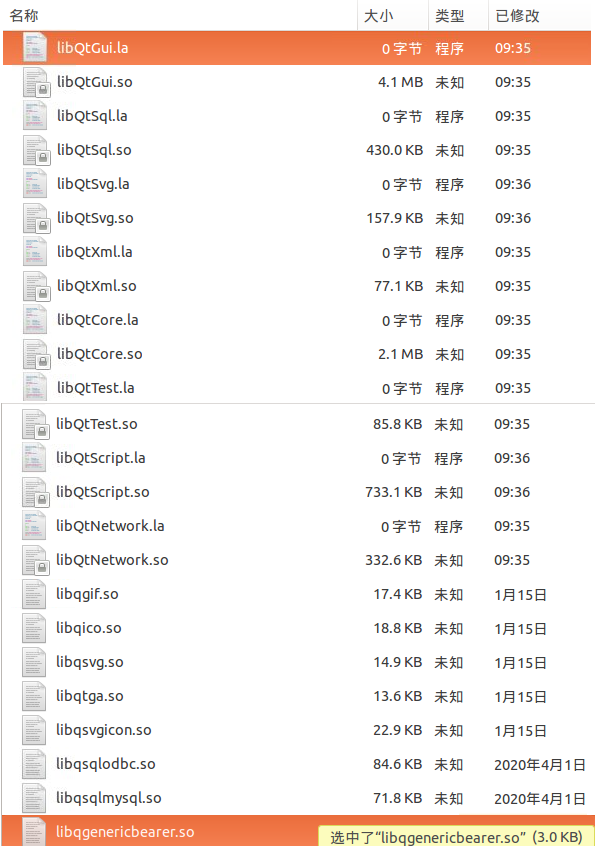 名称 大小 类型 已修改
libQtGui.la 0 字节 程序 09:35
libQtGui.so 4.1 MB 未知 09:35
libQtSql.la 0 字节 程序 09:35
libQtSql.so 430.0 KB 未知 09:35
libQtSvg.la 0 字节 程序 09:36
libQtSvg.so 157.9 KB 未知 09:36
libQtXml.la 0 字节 程序 09:35
libQtXml.so 77.1 KB 未知 09:35
libQtCore.la 0 字节 程序 09:35
libQtCore.so 2.1 MB 未知 09:35
libQtTest.la 0 字节 程序 09:35
libQtTest.so 85.8 KB 未知 09:35
libQtScript.la 0 字节 程序 09:36
libQtScript.so 733.1 KB 未知 09:36
libQtNetwork.la 0 字节 程序 09:35
libQtNetwork.so 332.6 KB 未知 09:35
libqgif.so 17.4 KB 未知 1月15日
libqico.so 18.8 KB 未知 1月15日
libqsvg.so 14.9 KB 未知 1月15日
libqtga.so 13.6 KB 未知 1月15日
libqsvgicon.so 22.9 KB 未知 1月15日
libqsqlodbc.so 84.6 KB 未知 2020年4月1日
libqsqlmysql.so 71.8 KB 未知 2020年4月1日
libqgenericbearer.so 选中了“libqgenericbearer.so” (3.0 KB)